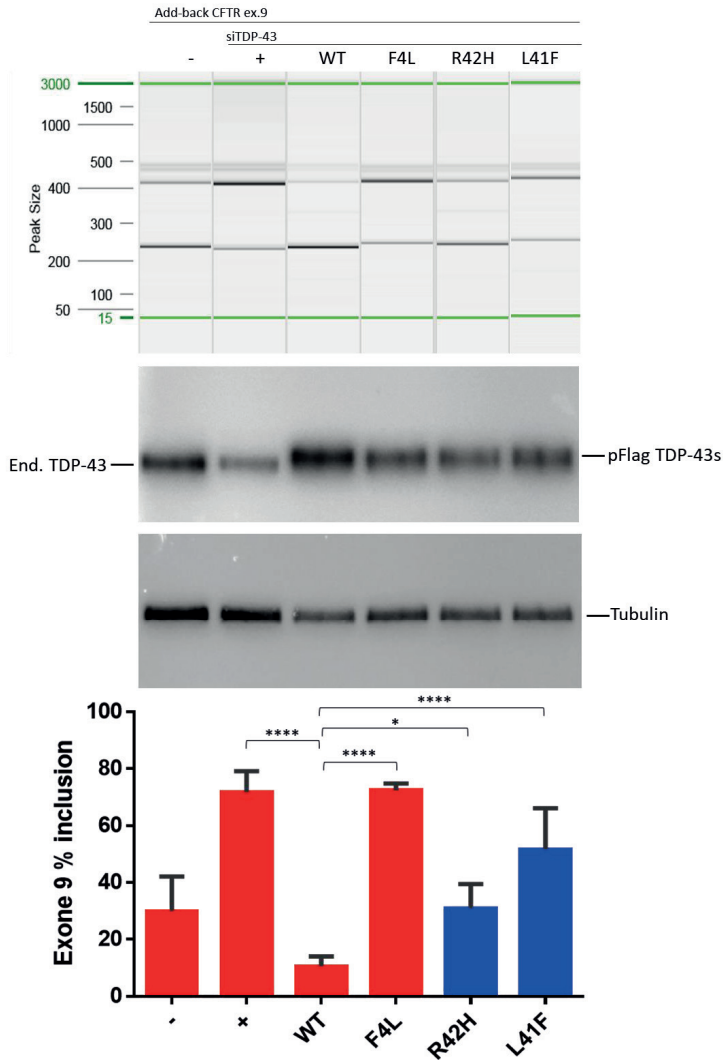 Add-back CFTR ex.9
siTDP-43
- + WT F4L R42H L41F
3000
1500
1000
500
400
300
200
100
50
15
Peak Size
End. TDP-43
pFlag TDP-43s
Tubulin
100
80
60
40
20
0
Exone 9 % inclusion
****
*
****
****
- + WT F4L R42H L41F